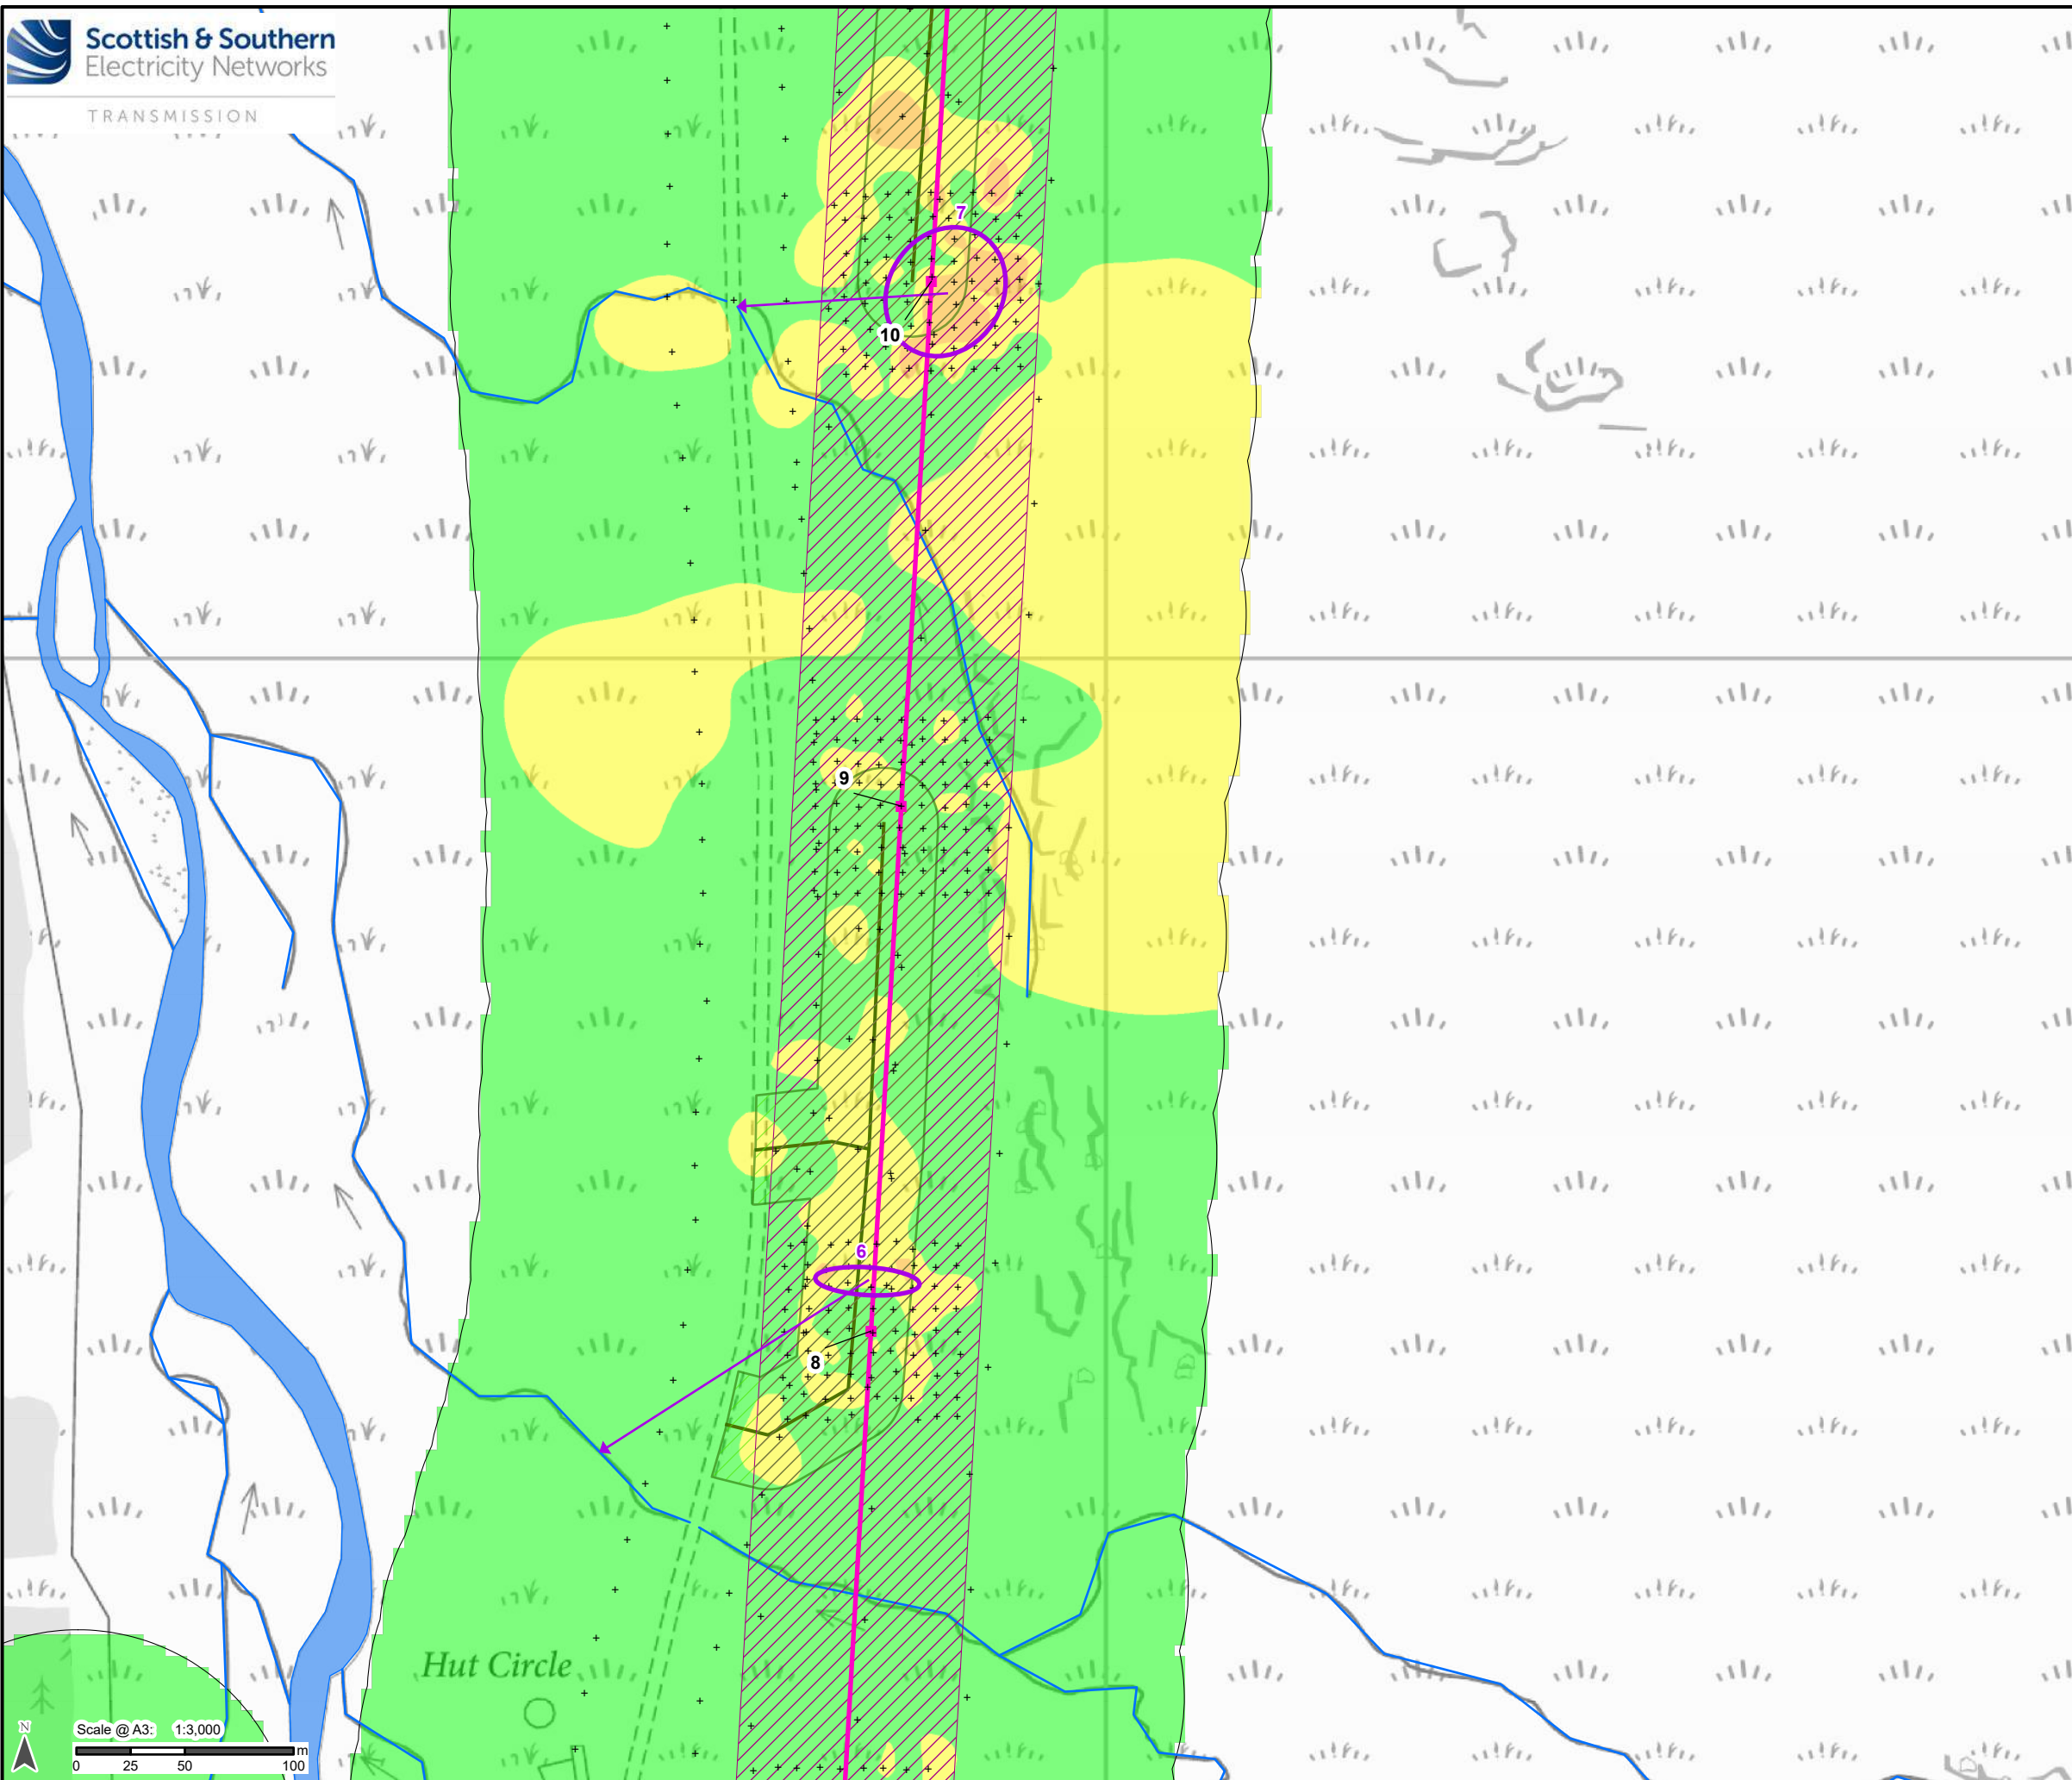 Scottish & Southern
Electricity Networks
TRANSMISSION
7
10
9
6
8
Hut Circle
N
Scale @ A3: 1:3,000
m
0 25 50 100